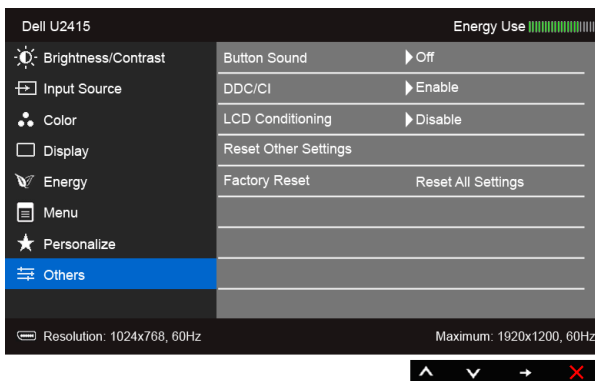 Dell U2415 Energy Use
Brightness/Contrast Button Sound Off
Input Source DDC/CI Enable
Color LCD Conditioning Disable
Display Reset Other Settings
Energy Factory Reset Reset All Settings
Menu
Personalize
Others
Resolution: 1024x768, 60Hz Maximum: 1920x1200, 60Hz